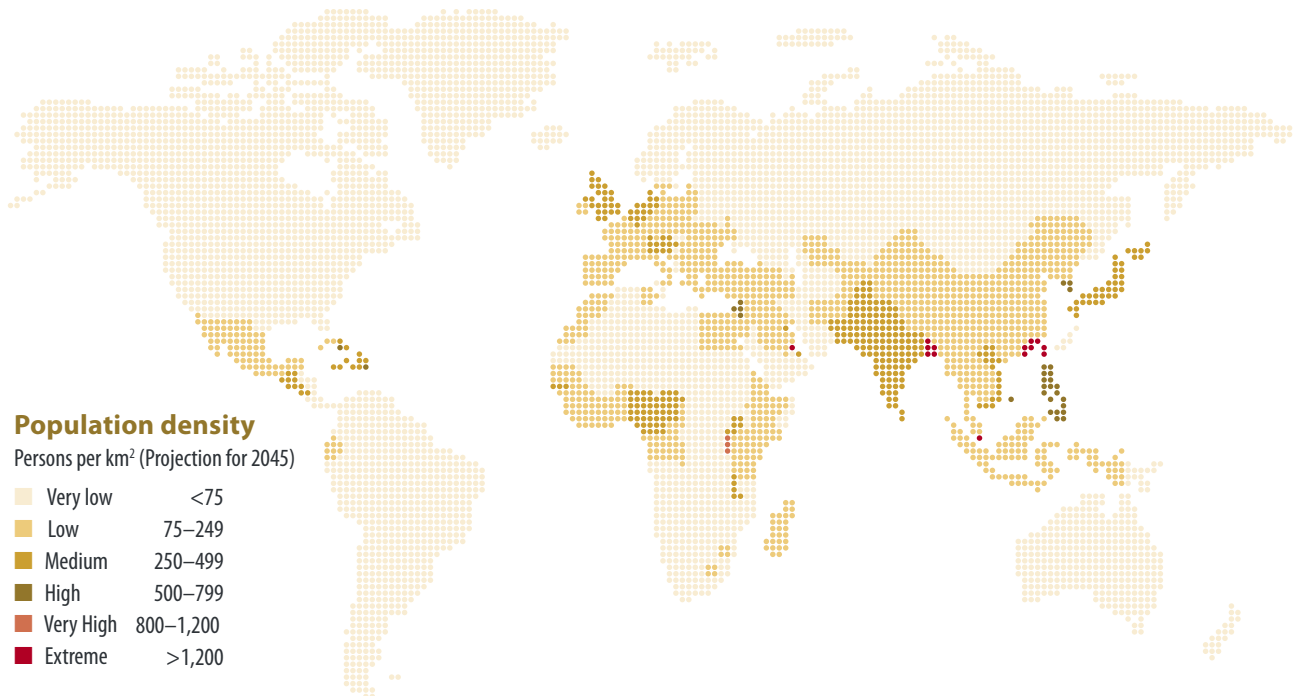 Population density
Persons per km² (Projection for 2045)
Very low <75
Low 75–249
Medium 250–499
High 500–799
Very High 800–1,200
Extreme >1,200